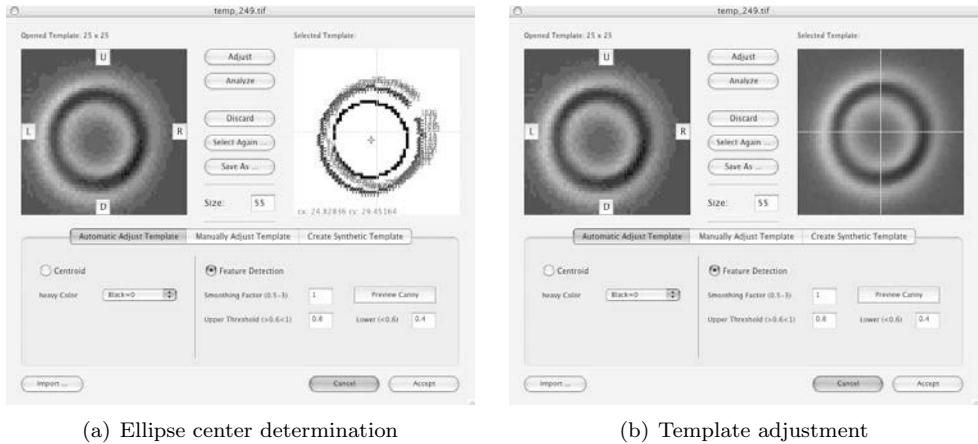 temp_249.tif
Opened Template: 25 x 25
Selected Template:
U
L
R
D
Adjust
Analyze
Discard
Select Again ...
Save As ...
Size: 55
cx: 24.82836 cy: 29.45164
Automatic Adjust Template
Manually Adjust Template
Create Synthetic Template
Centroid
heavy Color
Black=0
Feature Detection
Smoothing Factor (0.5-3) 1
Preview Canny
Upper Threshold (>0.6<1) 0.8
Lower (<0.6) 0.4
Import ...
Cancel
Accept
(a) Ellipse center determination
temp_249.tif
Opened Template: 25 x 25
Selected Template:
U
L
R
D
Adjust
Analyze
Discard
Select Again ...
Save As ...
Size: 55
Automatic Adjust Template
Manually Adjust Template
Create Synthetic Template
Centroid
heavy Color
Black=0
Feature Detection
Smoothing Factor (0.5-3) 1
Preview Canny
Upper Threshold (>0.6<1) 0.8
Lower (<0.6) 0.4
Import ...
Cancel
Accept
(b) Template adjustment